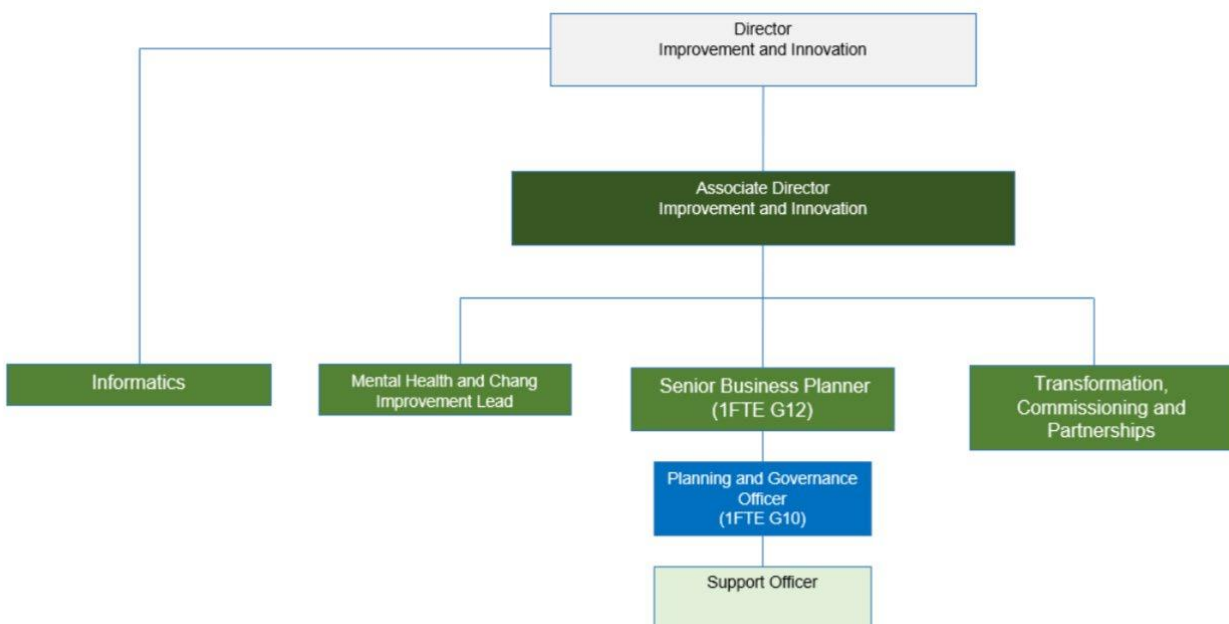 Director
Improvement and Innovation
Associate Director
Improvement and Innovation
Informatics
Mental Health and Chang
Improvement Lead
Senior Business Planner
(1FTE G12)
Transformation,
Commissioning and
Partnerships
Planning and Governance
Officer
(1FTE G10)
Support Officer